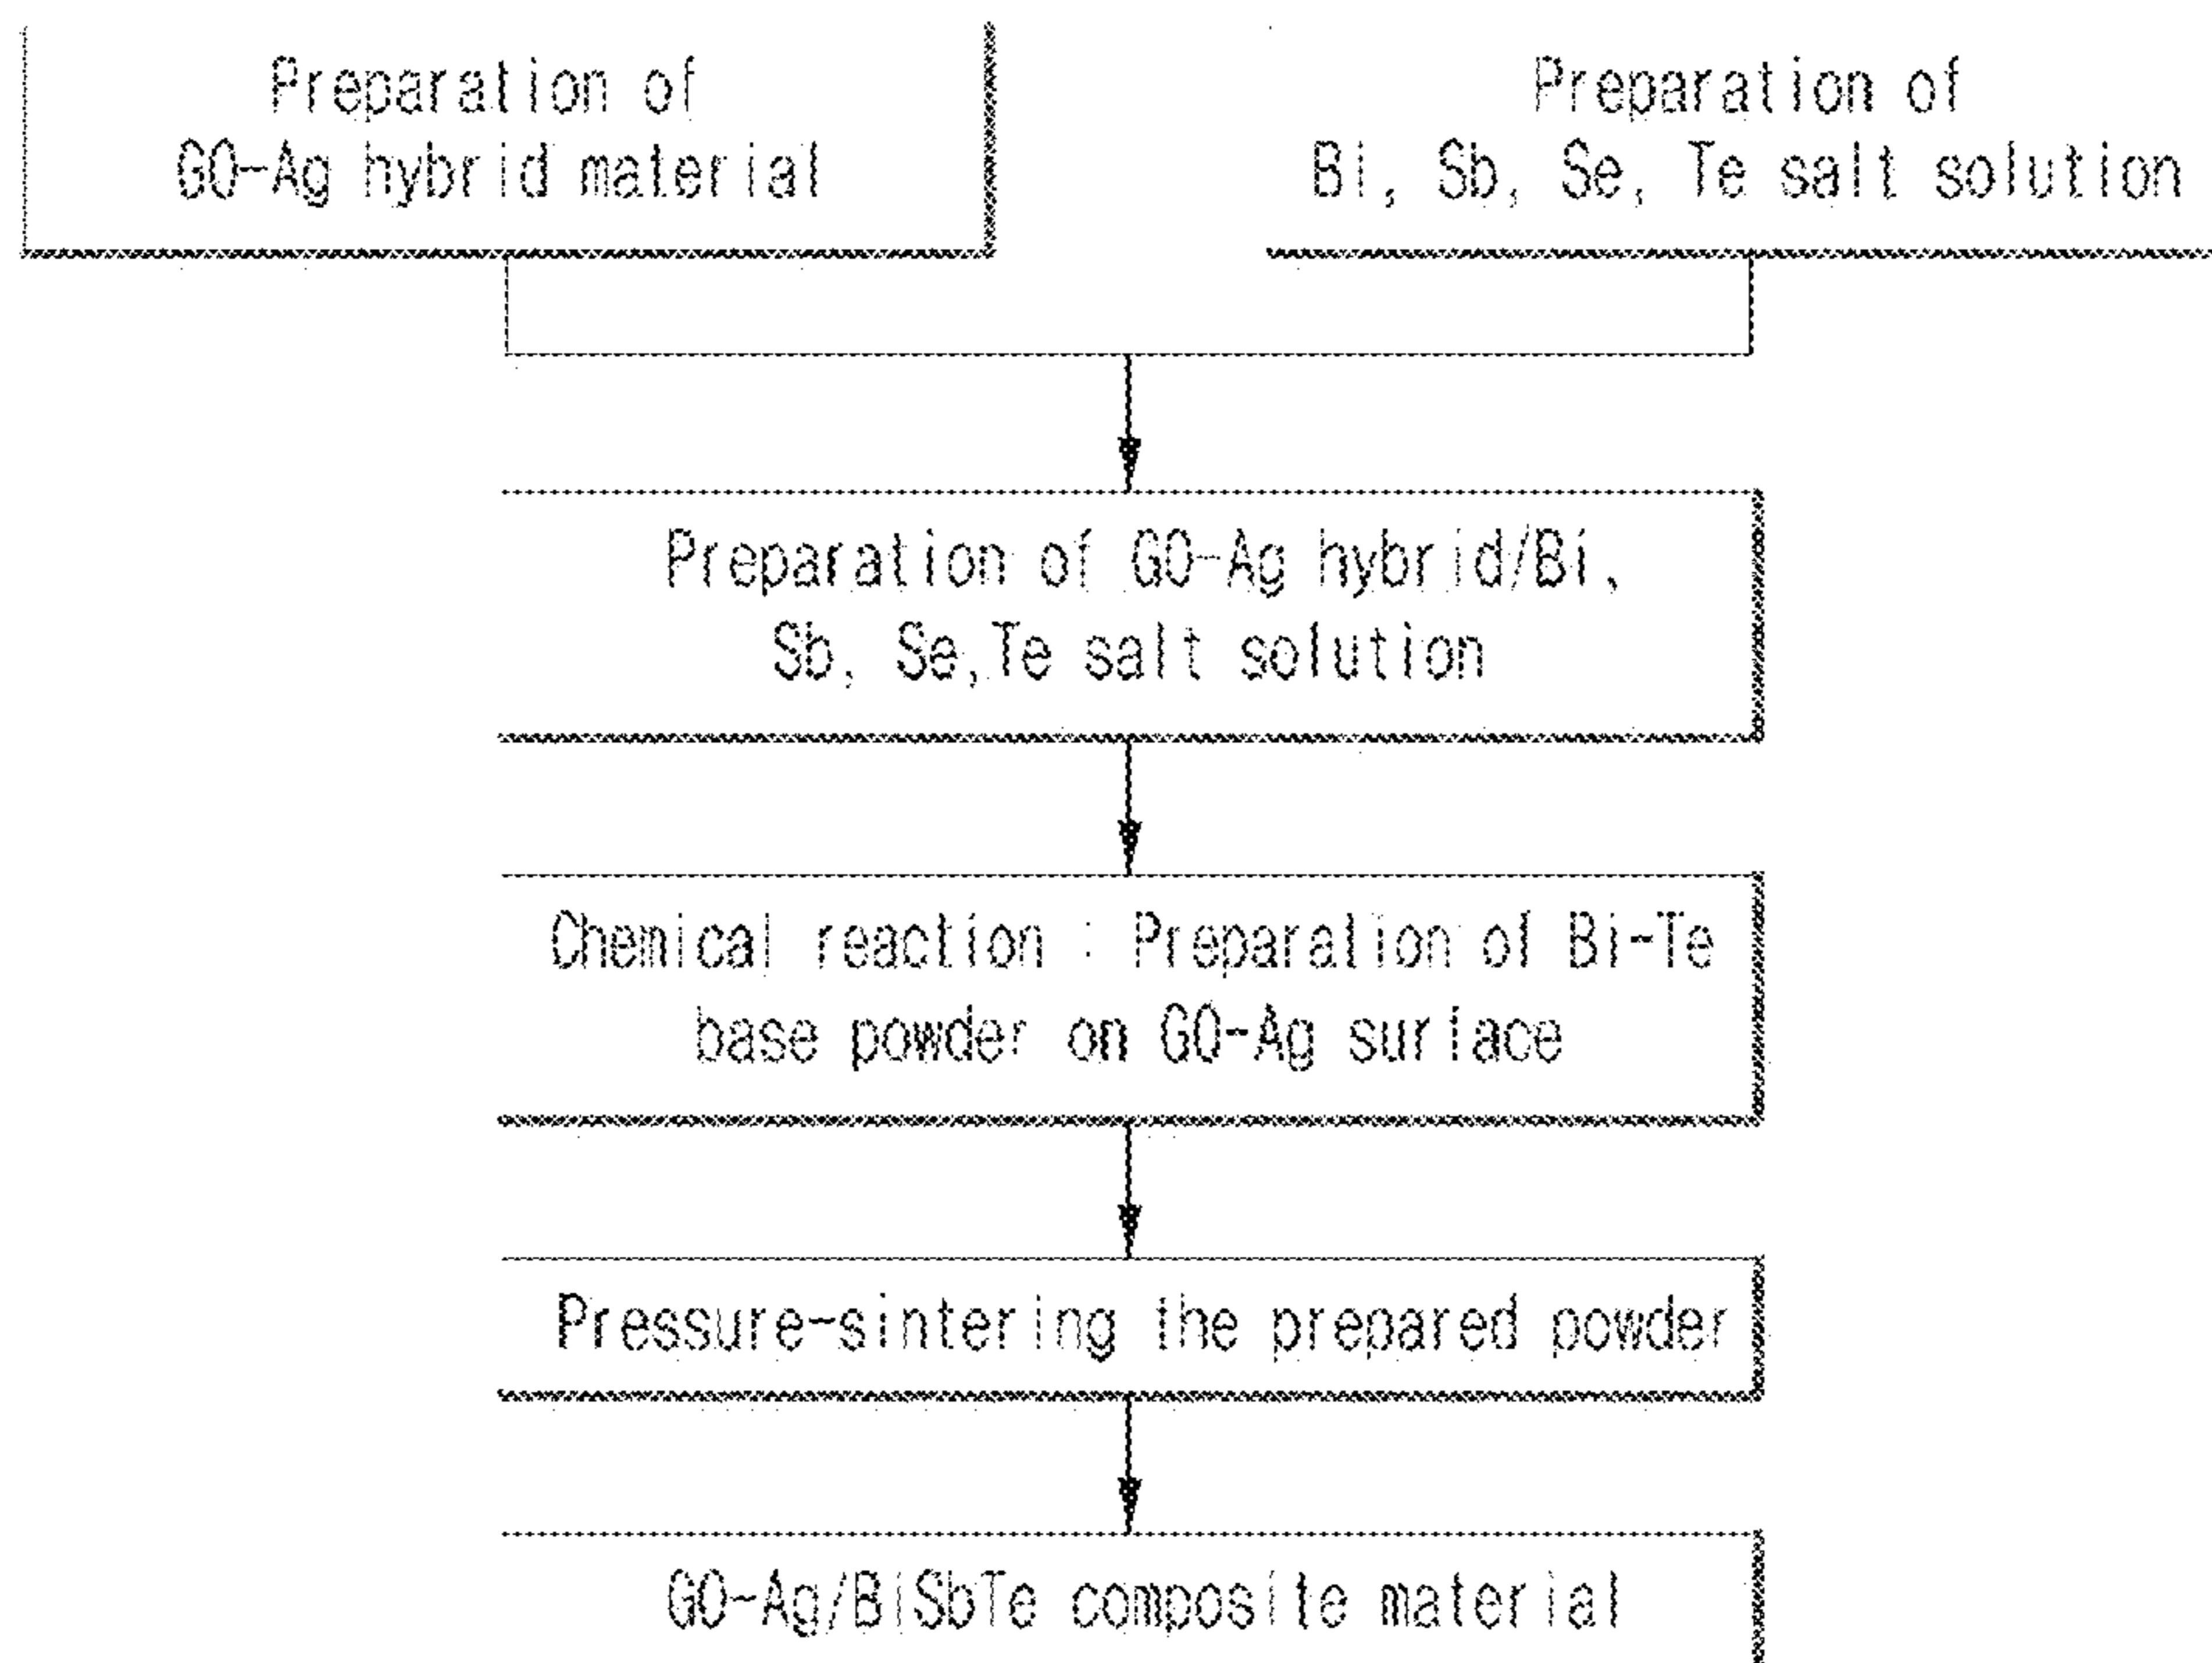 Preparation of
GO-Ag hybrid material
Preparation of
Bi, Sb, Se, Te salt solution
Preparation of GO-Ag hybrid/Bi,
Sb, Se,Te salt solution
Chemical reaction : Preparation of Bi-Te
base powder on GO-Ag surface
Pressure-sintering the prepared powder
GO-Ag/BiSbTe composite material